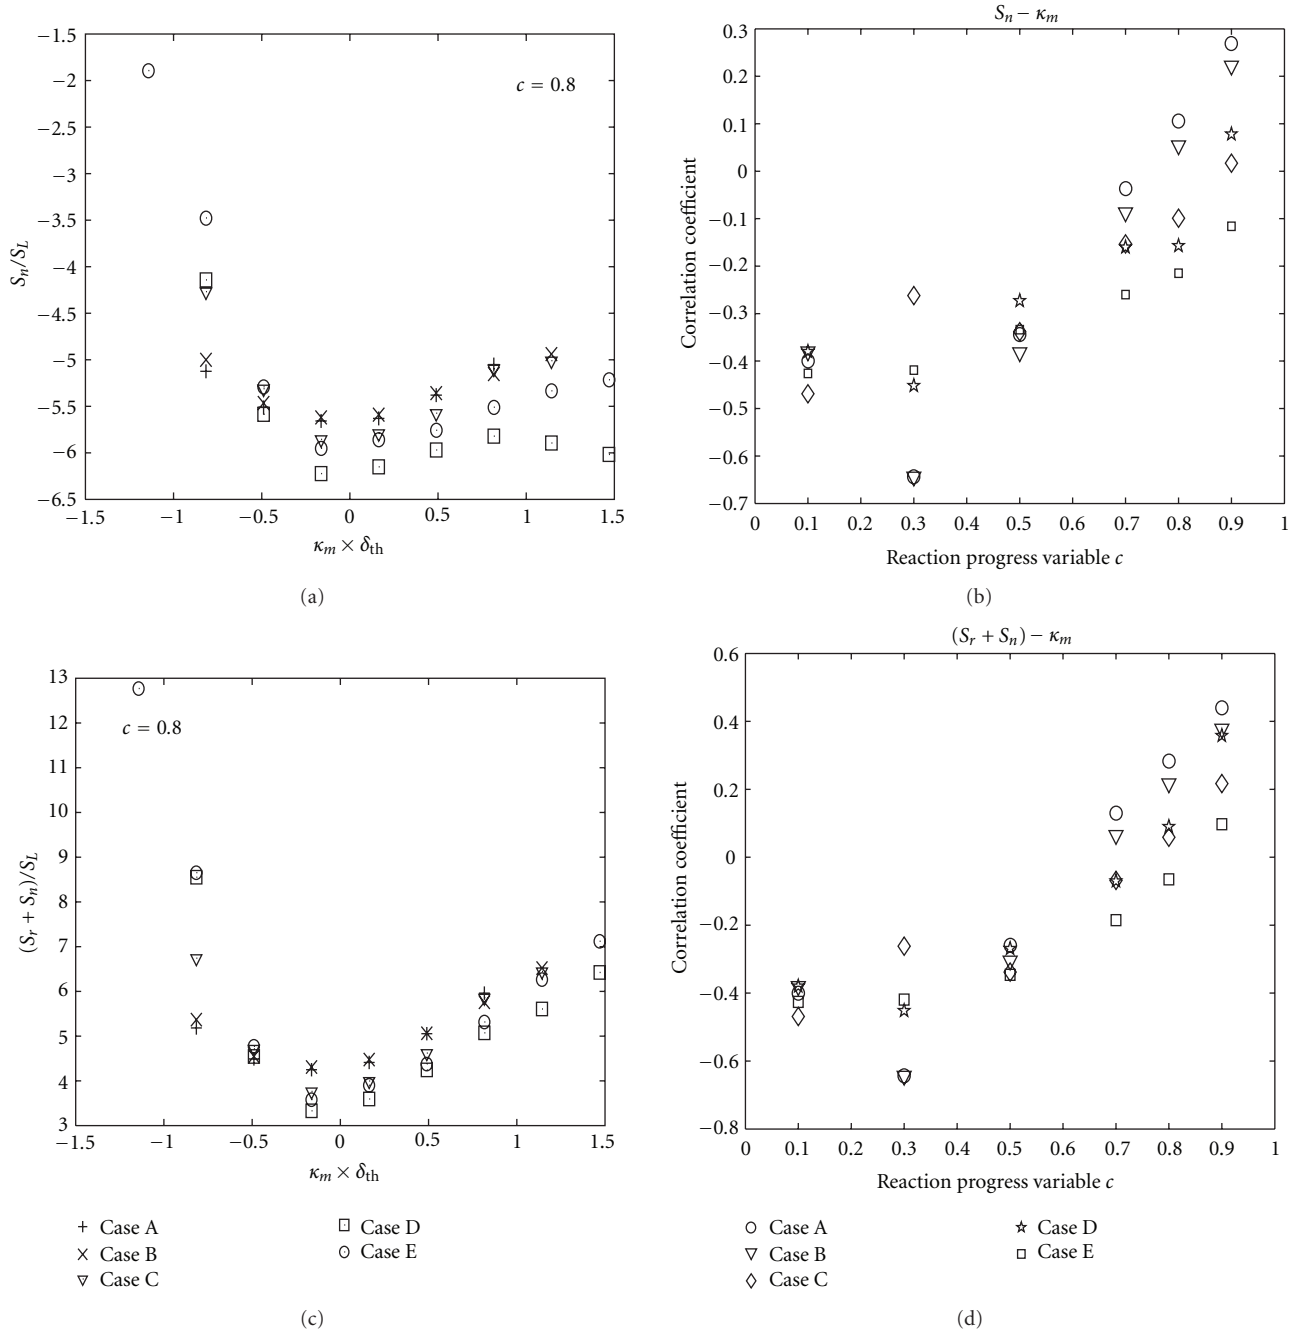 −1.5
−2
−2.5
−3
−3.5
−4
−4.5
−5
−5.5
−6
−6.5
S_n/S_L
c = 0.8
−1.5 −1 −0.5 0 0.5 1 1.5
κ_m × δ_th
(a)
S_n − κ_m
0.3
0.2
0.1
0
−0.1
−0.2
−0.3
−0.4
−0.5
−0.6
−0.7
Correlation coefficient
0 0.1 0.2 0.3 0.4 0.5 0.6 0.7 0.8 0.9 1
Reaction progress variable c
(b)
13
12
11
10
9
8
7
6
5
4
3
(S_r + S_n)/S_L
c = 0.8
−1.5 −1 −0.5 0 0.5 1 1.5
κ_m × δ_th
Case A
Case B
Case C
Case D
Case E
(c)
(S_r + S_n) − κ_m
0.6
0.4
0.2
0
−0.2
−0.4
−0.6
−0.8
Correlation coefficient
0 0.1 0.2 0.3 0.4 0.5 0.6 0.7 0.8 0.9 1
Reaction progress variable c
Case A
Case B
Case C
Case D
Case E
(d)